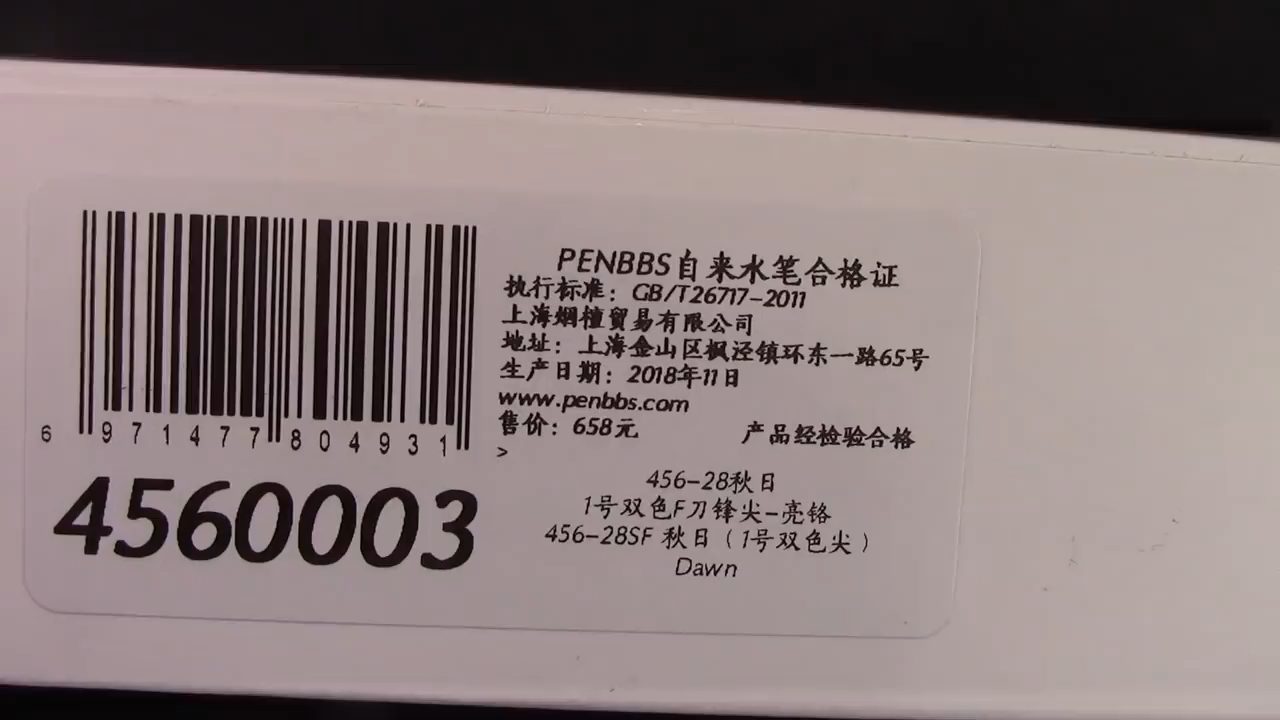 6 971477 804931 >
4560003
PENBBS自来水笔合格证
执行标准：GB/T26717-2011
上海烟檀贸易有限公司
地址：上海金山区枫泾镇环东一路65号
生产日期：2018年11日
www.penbbs.com
售价：658元 产品经检验合格
456-28秋日
1号双色F刀锋尖-亮铬
456-28SF 秋日（1号双色尖）
Dawn